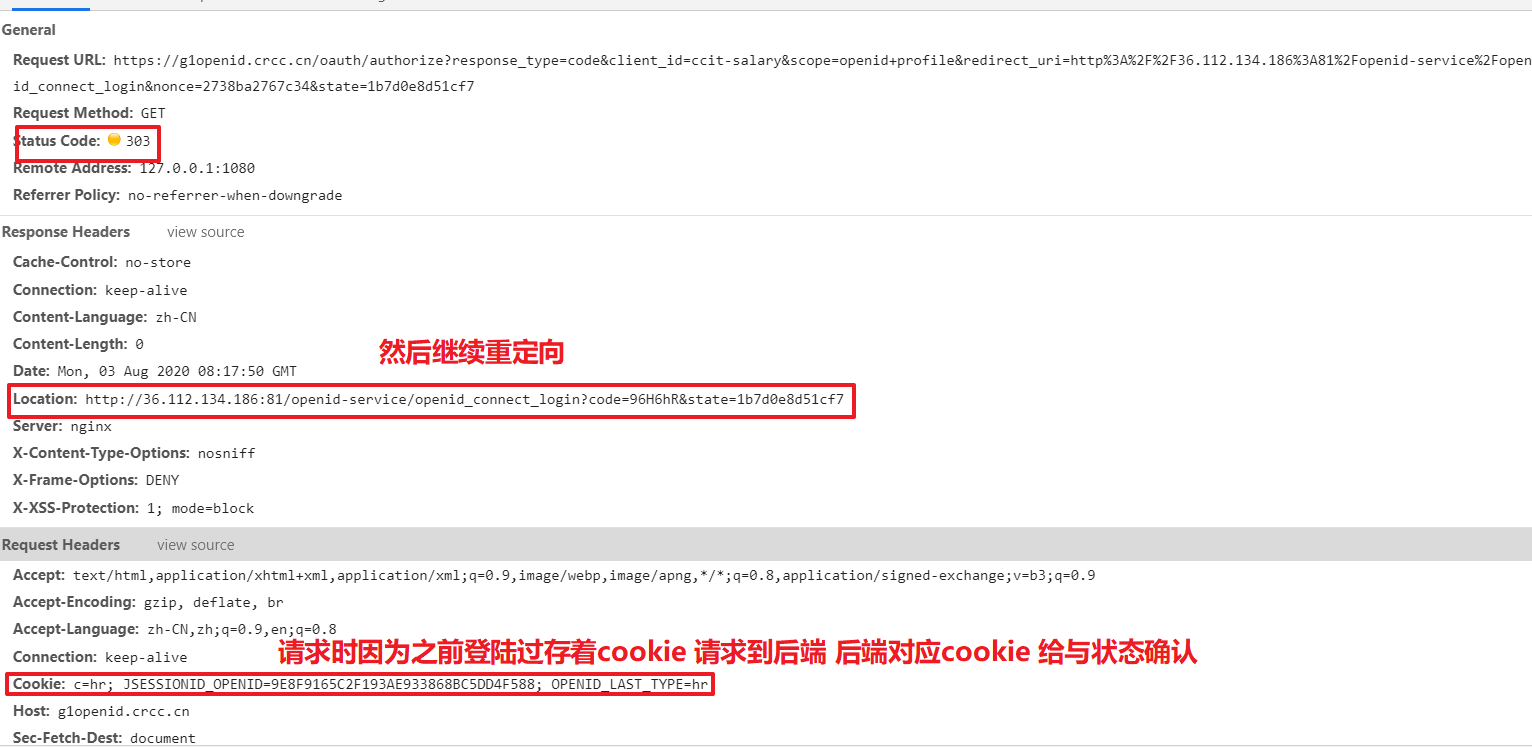 General
Request URL: https://g1openid.crcc.cn/oauth/authorize?response_type=code&client_id=ccit-salary&scope=openid+profile&redirect_uri=http%3A%2F%2F36.112.134.186%3A81%2Fopenid-service%2Fopen
id_connect_login&nonce=2738ba2767c34&state=1b7d0e8d51cf7
Request Method: GET
Status Code: 303
Remote Address: 127.0.0.1:1080
Referrer Policy: no-referrer-when-downgrade
Response Headers view source
Cache-Control: no-store
Connection: keep-alive
Content-Language: zh-CN
Content-Length: 0
然后继续重定向
Date: Mon, 03 Aug 2020 08:17:50 GMT
Location: http://36.112.134.186:81/openid-service/openid_connect_login?code=96H6hR&state=1b7d0e8d51cf7
Server: nginx
X-Content-Type-Options: nosniff
X-Frame-Options: DENY
X-XSS-Protection: 1; mode=block
Request Headers view source
Accept: text/html,application/xhtml+xml,application/xml;q=0.9,image/webp,image/apng,*/*;q=0.8,application/signed-exchange;v=b3;q=0.9
Accept-Encoding: gzip, deflate, br
Accept-Language: zh-CN,zh;q=0.9,en;q=0.8
请求时因为之前登陆过存着cookie 请求到后端 后端对应cookie 给与状态确认
Connection: keep-alive
Cookie: c=hr; JSESSIONID_OPENID=9E8F9165C2F193AE933868BC5DD4F588; OPENID_LAST_TYPE=hr
Host: g1openid.crcc.cn
Sec-Fetch-Dest: document